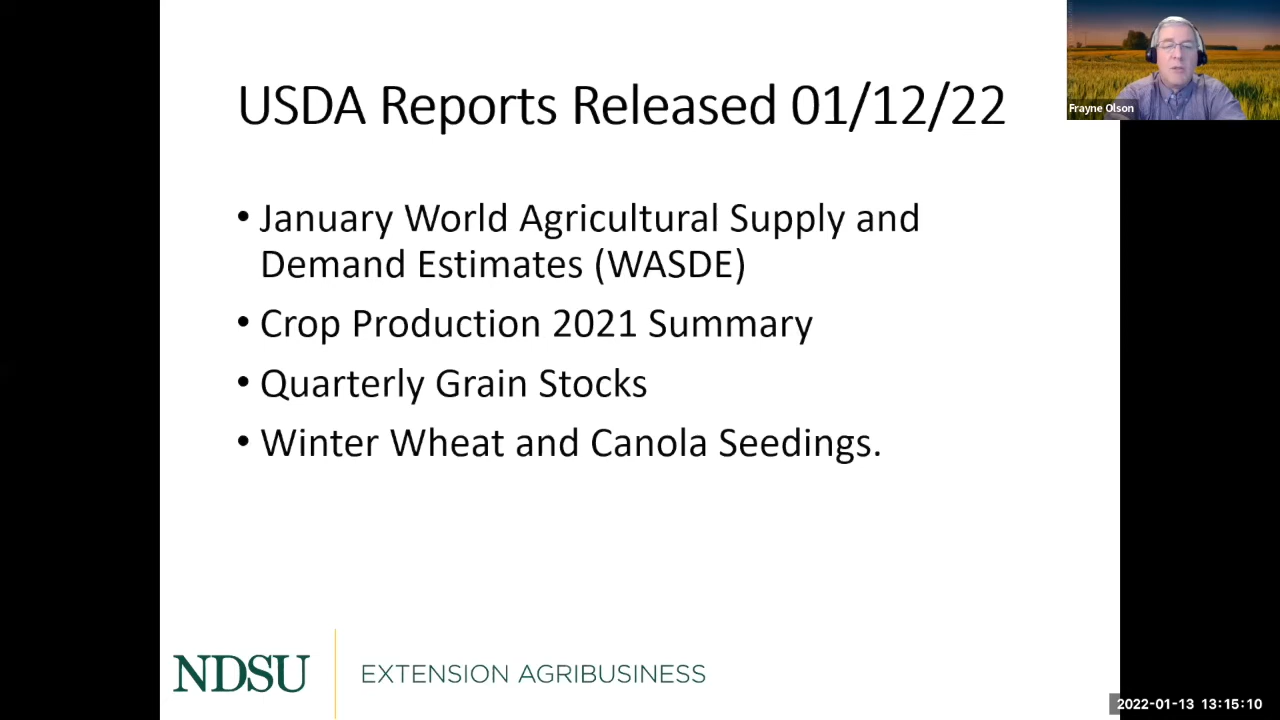 USDA Reports Released 01/12/22
Frayne Olson
• January World Agricultural Supply and
Demand Estimates (WASDE)
• Crop Production 2021 Summary
• Quarterly Grain Stocks
• Winter Wheat and Canola Seedings.
NDSU
EXTENSION AGRIBUSINESS
2022-01-13 13:15:10